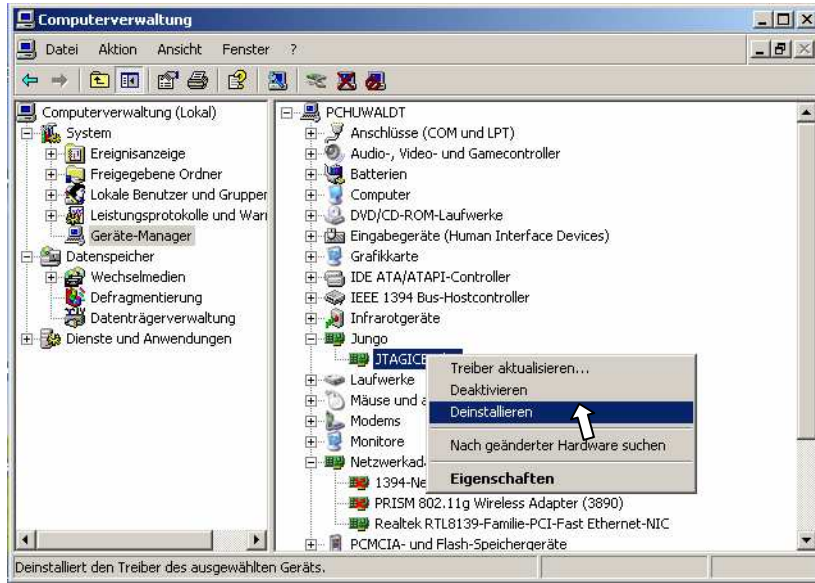 Computerverwaltung
Datei Aktion Ansicht Fenster ?
Computerverwaltung (Lokal)
System
Ereignisanzeige
Freigegebene Ordner
Lokale Benutzer und Gruppen
Leistungsprotokolle und Warn
Geräte-Manager
Datenspeicher
Wechselmedien
Defragmentierung
Datenträgerverwaltung
Dienste und Anwendungen
PCHUWALDT
Anschlüsse (COM und LPT)
Audio-, Video- und Gamecontroller
Batterien
Computer
DVD/CD-ROM-Laufwerke
Eingabegeräte (Human Interface Devices)
Grafikkarte
IDE ATA/ATAPI-Controller
IEEE 1394 Bus-Hostcontroller
Infrarotgeräte
Jungo
JTAGICE
Laufwerke
Mäuse und a
Modems
Monitore
Netzwerkad
1394-Ne
PRISM 802.11g Wireless Adapter (3890)
Realtek RTL8139-Familie-PCI-Fast Ethernet-NIC
PCMCIA- und Flash-Speichergeräte
Treiber aktualisieren...
Deaktivieren
Deinstallieren
Nach geänderter Hardware suchen
Eigenschaften
Deinstalliert den Treiber des ausgewählten Geräts.